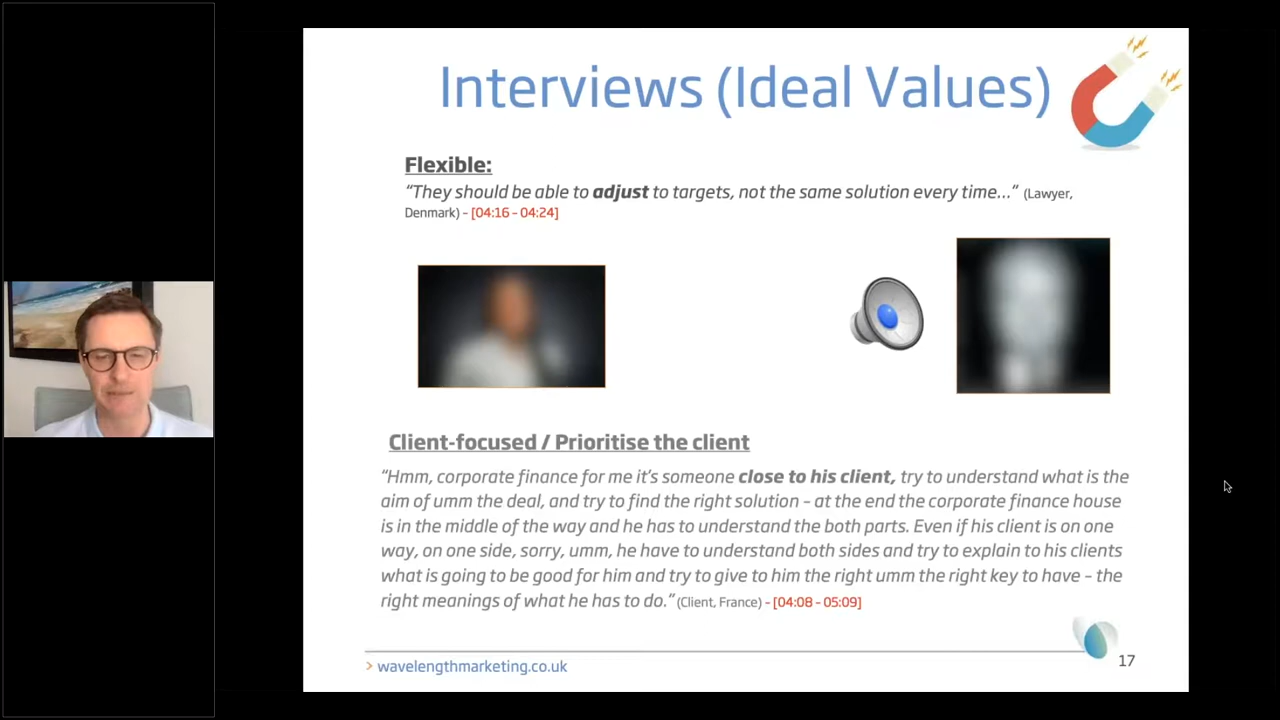 Interviews (Ideal Values)
Flexible:
“They should be able to adjust to targets, not the same solution every time...” (Lawyer,
Denmark) – [04:16 – 04:24]
Client-focused / Prioritise the client
“Hmm, corporate finance for me it’s someone close to his client, try to understand what is the
aim of umm the deal, and try to find the right solution – at the end the corporate finance house
is in the middle of the way and he has to understand the both parts. Even if his client is on one
way, on one side, sorry, umm, he have to understand both sides and try to explain to his clients
what is going to be good for him and try to give to him the right umm the right key to have – the
right meanings of what he has to do.” (Client, France) – [04:08 – 05:09]
> wavelengthmarketing.co.uk
17